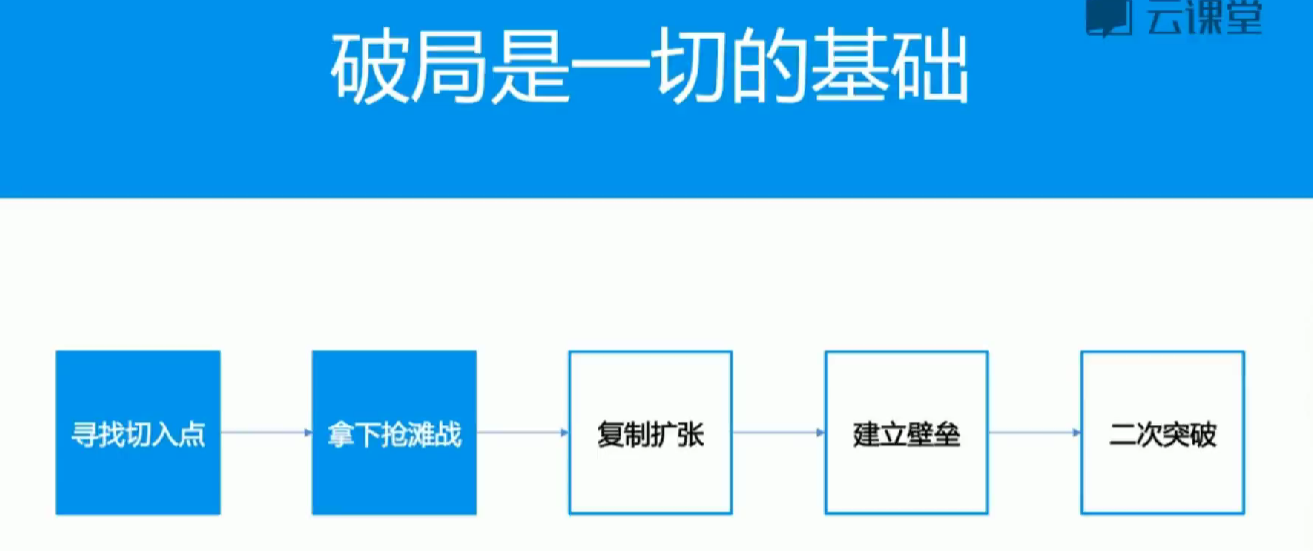 云课堂
破局是一切的基础
寻找切入点
拿下抢滩战
复制扩张
建立壁垒
二次突破